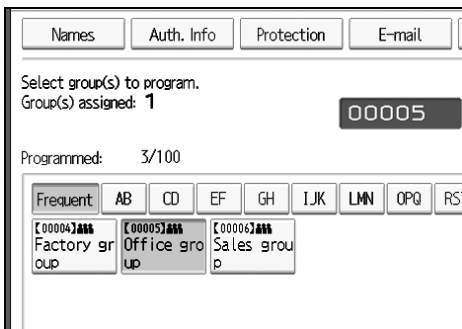 Names Auth. Info Protection E-mail
Select group(s) to program.
Group(s) assigned: 1
00005
Programmed: 3/100
Frequent AB CD EF GH IJK LMN OPQ RS
【00004】 【00005】 【00006】
Factory gr Office gro Sales grou
oup up p